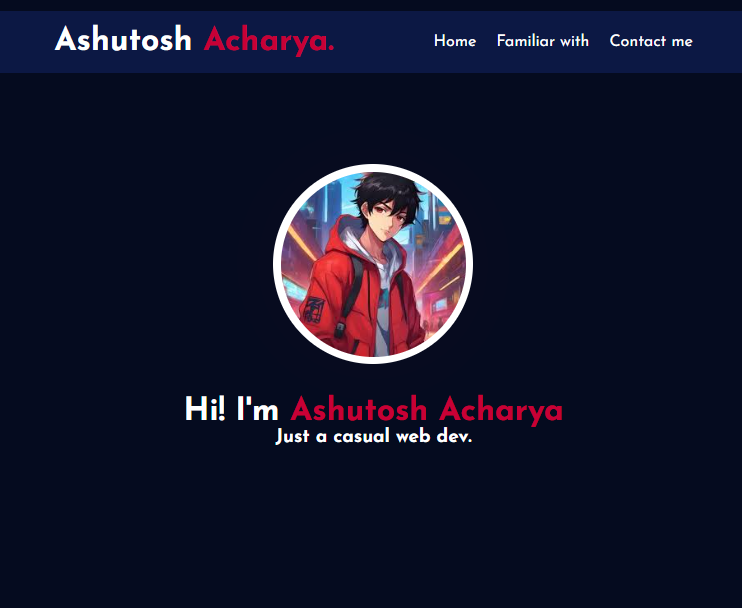 Ashutosh Acharya.
Home Familiar with Contact me
Hi! I'm Ashutosh Acharya
Just a casual web dev.